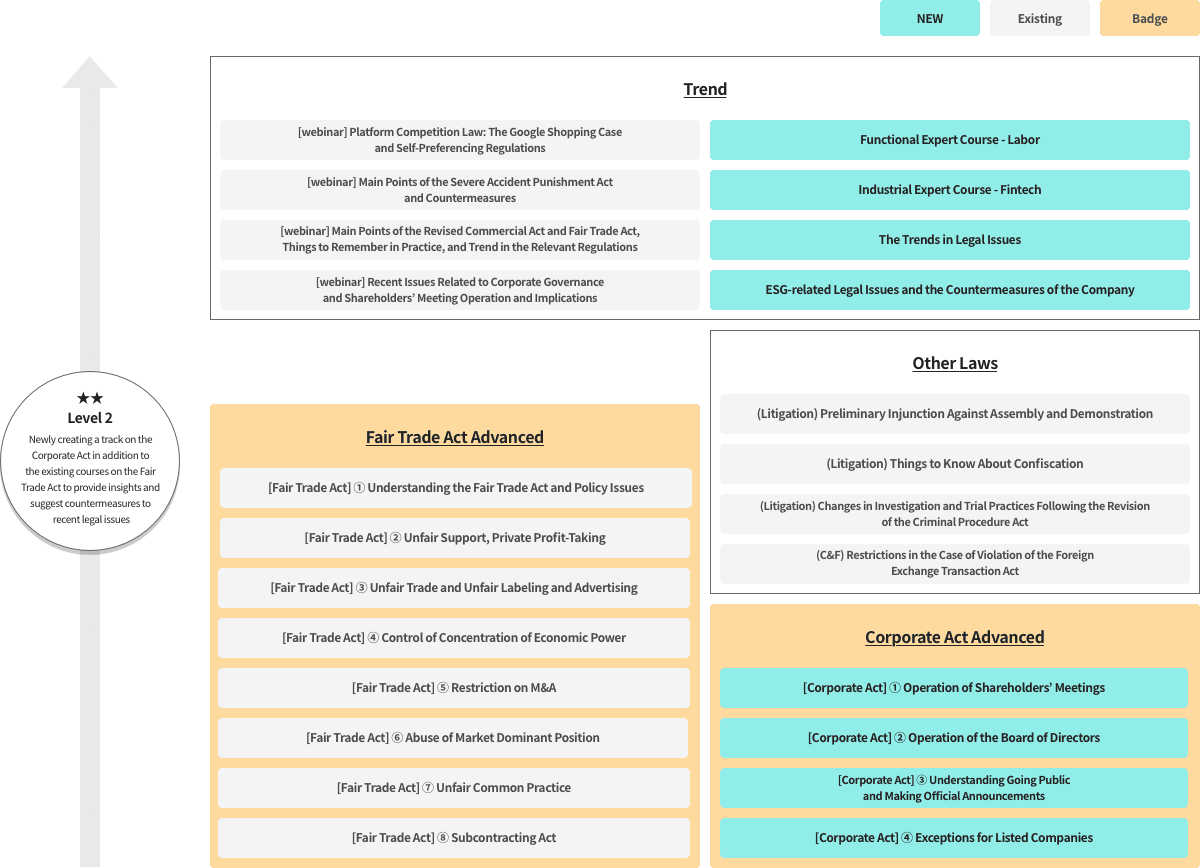 NEW
Existing
Badge
Trend
[webinar] Platform Competition Law: The Google Shopping Case
and Self-Preferencing Regulations
Functional Expert Course - Labor
[webinar] Main Points of the Severe Accident Punishment Act
and Countermeasures
Industrial Expert Course - Fintech
[webinar] Main Points of the Revised Commercial Act and Fair Trade Act,
Things to Remember in Practice, and Trend in the Relevant Regulations
The Trends in Legal Issues
[webinar] Recent Issues Related to Corporate Governance
and Shareholders’ Meeting Operation and Implications
ESG-related Legal Issues and the Countermeasures of the Company
★★
Level 2
Newly creating a track on the
Corporate Act in addition to
the existing courses on the Fair
Trade Act to provide insights and
suggest countermeasures to
recent legal issues
Fair Trade Act Advanced
[Fair Trade Act] ① Understanding the Fair Trade Act and Policy Issues
[Fair Trade Act] ② Unfair Support, Private Profit-Taking
[Fair Trade Act] ③ Unfair Trade and Unfair Labeling and Advertising
[Fair Trade Act] ④ Control of Concentration of Economic Power
[Fair Trade Act] ⑤ Restriction on M&A
[Fair Trade Act] ⑥ Abuse of Market Dominant Position
[Fair Trade Act] ⑦ Unfair Common Practice
[Fair Trade Act] ⑧ Subcontracting Act
Other Laws
(Litigation) Preliminary Injunction Against Assembly and Demonstration
(Litigation) Things to Know About Confiscation
(Litigation) Changes in Investigation and Trial Practices Following the Revision
of the Criminal Procedure Act
(C&F) Restrictions in the Case of Violation of the Foreign
Exchange Transaction Act
Corporate Act Advanced
[Corporate Act] ① Operation of Shareholders’ Meetings
[Corporate Act] ② Operation of the Board of Directors
[Corporate Act] ③ Understanding Going Public
and Making Official Announcements
[Corporate Act] ④ Exceptions for Listed Companies